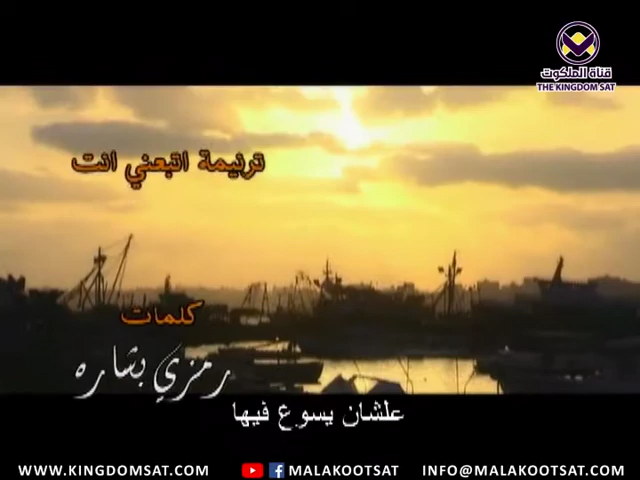 قناة الملكوت
THE KINGDOM SAT
ترنيمة اتبعني انت
كلمات
رمزي بشاره
علشان يسوع فيها
WWW.KINGDOMSAT.COM MALAKOOTSAT INFO@MALAKOOTSAT.COM